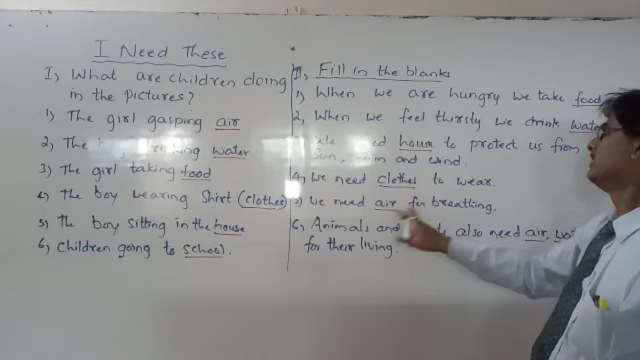 I Need These
I, What are children doing
in the Pictures?
1) The girl gasping air
2) The water
3) The girl taking food
4) The boy wearing Shirt (clothes)
5) The boy sitting in the house
6) children going to school.
II, Fill in the blanks
1) When we are hungry we take food
2, When we feel thirsty we drink water
house to protect us from
Sun, and wind.
4) We need clothes to wear.
5) We need air for breathing.
6, Animals and also need air,
for their living.